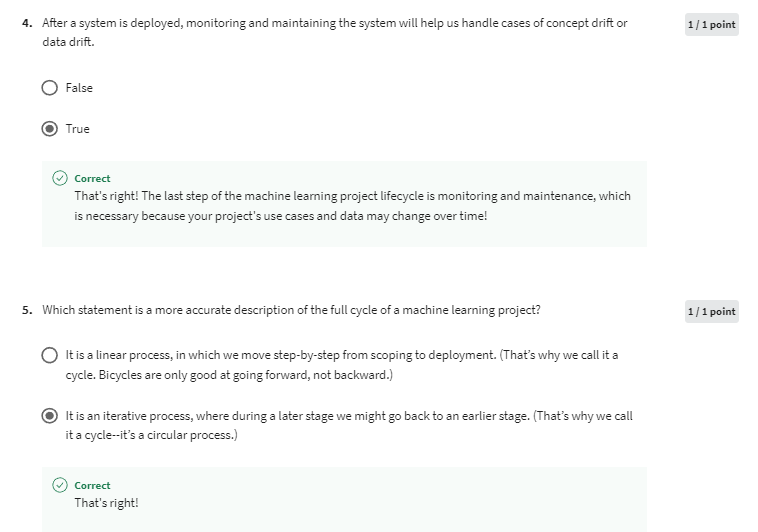 4. After a system is deployed, monitoring and maintaining the system will help us handle cases of concept drift or
data drift.
1 / 1 point
False
True
Correct
That's right! The last step of the machine learning project lifecycle is monitoring and maintenance, which
is necessary because your project's use cases and data may change over time!
5. Which statement is a more accurate description of the full cycle of a machine learning project?
1 / 1 point
It is a linear process, in which we move step-by-step from scoping to deployment. (That's why we call it a
cycle. Bicycles are only good at going forward, not backward.)
It is an iterative process, where during a later stage we might go back to an earlier stage. (That's why we call
it a cycle--it's a circular process.)
Correct
That's right!